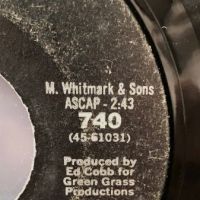 M. Whitmark & Sons
ASCAP - 2:43
740
(45-61031)
Produced by
Ed Cobb for
Green Grass
Productions